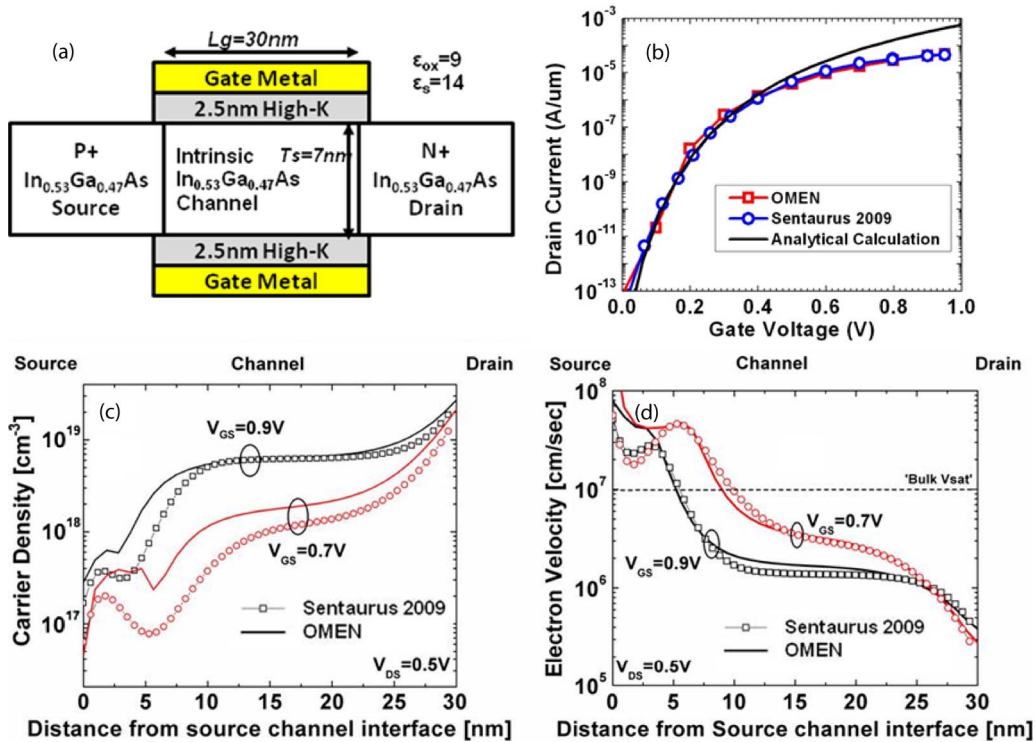 (a)
Lg=30nm
εox=9
εs=14
Gate Metal
2.5nm High-K
P+
In0.53Ga0.47As
Source
Intrinsic
In0.53Ga0.47As
Channel
Ts=7nm
N+
In0.53Ga0.47As
Drain
2.5nm High-K
Gate Metal
(b)
Drain Current (A/um)
10-3
10-5
10-7
10-9
10-11
10-13
OMEN
Sentaurus 2009
Analytical Calculation
0.0 0.2 0.4 0.6 0.8 1.0
Gate Voltage (V)
Source Channel Drain
(c)
Carrier Density [cm-3]
1019
1018
1017
VGS=0.9V
VGS=0.7V
Sentaurus 2009
OMEN
VDS=0.5V
0 5 10 15 20 25 30
Distance from source channel interface [nm]
Source Channel Drain
(d)
Electron Velocity [cm/sec]
108
107
106
105
'Bulk Vsat'
VGS=0.7V
VGS=0.9V
Sentaurus 2009
OMEN
VDS=0.5V
0 5 10 15 20 25 30
Distance from Source channel interface [nm]